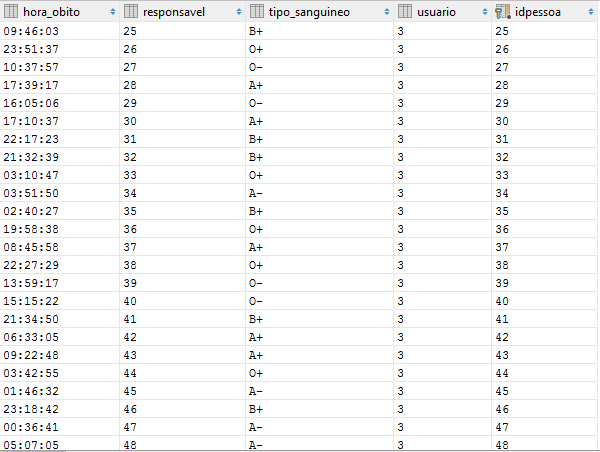 hora_obito responsavel tipo_sanguineo usuario idpessoa
09:46:03 25 B+ 3 25
23:51:37 26 O+ 3 26
10:37:57 27 O- 3 27
17:39:17 28 A+ 3 28
16:05:06 29 O- 3 29
17:10:37 30 A+ 3 30
22:17:23 31 B+ 3 31
21:32:39 32 B+ 3 32
03:10:47 33 O+ 3 33
03:51:50 34 A- 3 34
02:40:27 35 B+ 3 35
19:58:38 36 O+ 3 36
08:45:58 37 A+ 3 37
22:27:29 38 O+ 3 38
13:59:17 39 O- 3 39
15:15:22 40 O- 3 40
21:34:50 41 B+ 3 41
06:33:05 42 A+ 3 42
09:22:48 43 A+ 3 43
03:42:55 44 O+ 3 44
01:46:32 45 A- 3 45
23:18:42 46 B+ 3 46
00:36:41 47 A- 3 47
05:07:05 48 A- 3 48